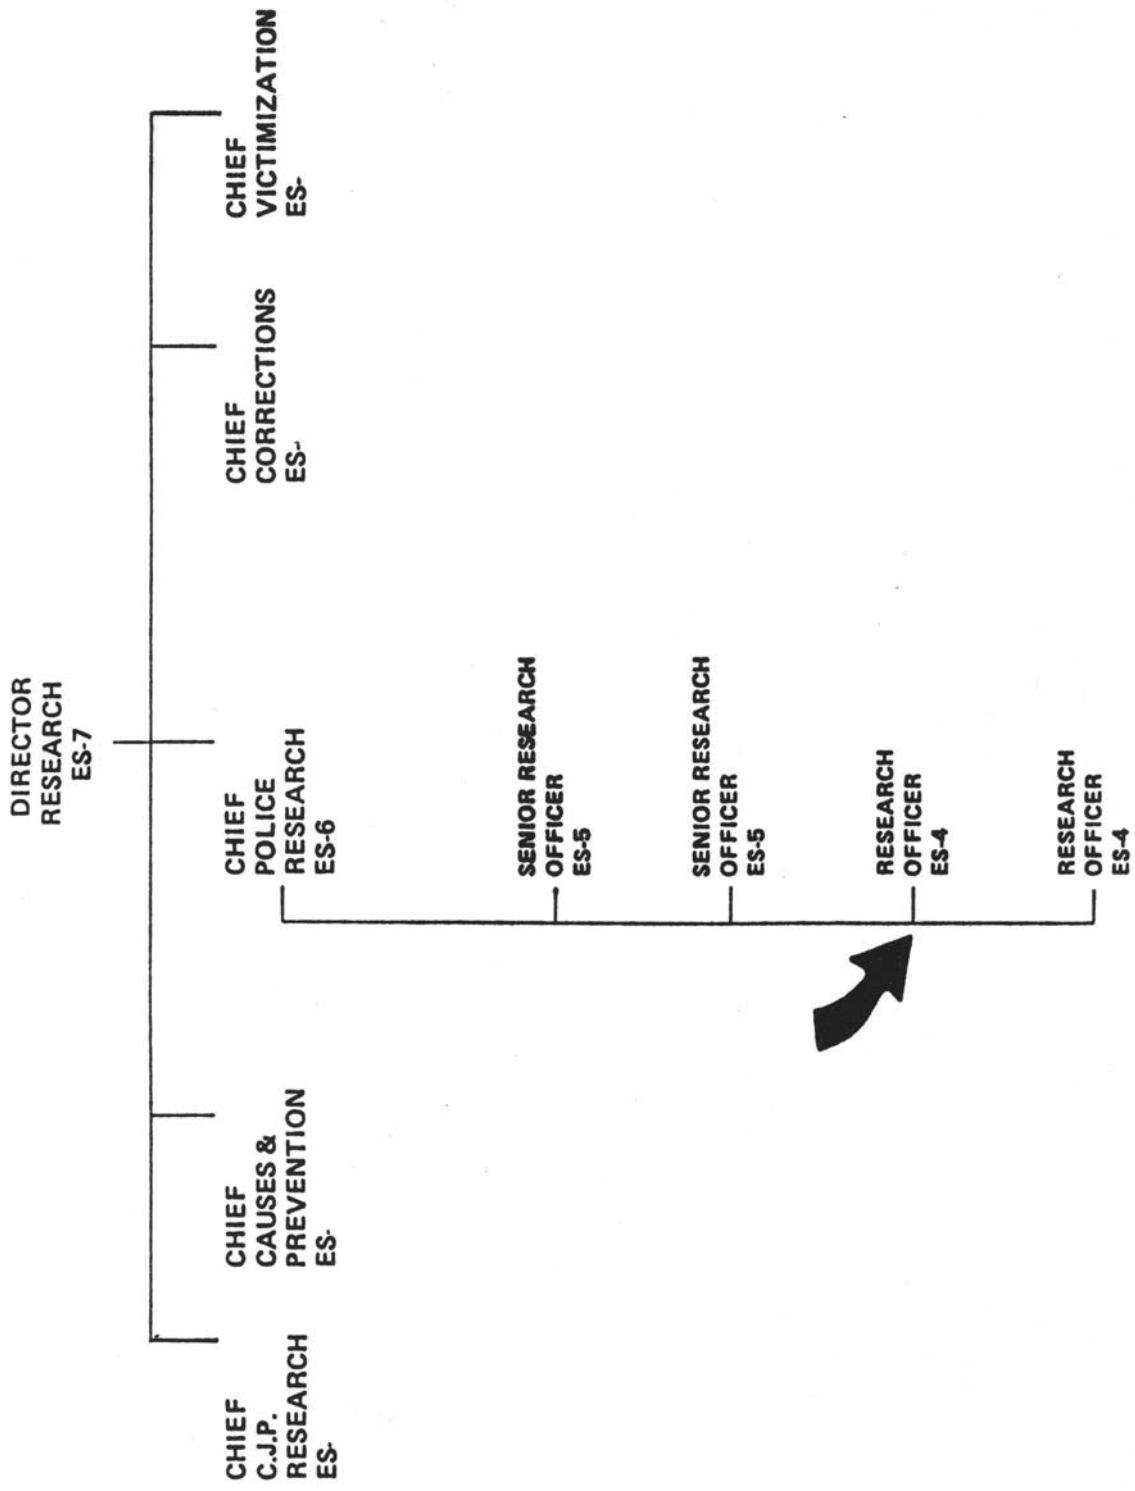 DIRECTOR
RESEARCH
ES-7
CHIEF
C.J.P.
RESEARCH
ES-
CHIEF
CAUSES &
PREVENTION
ES-
CHIEF
POLICE
RESEARCH
ES-6
CHIEF
CORRECTIONS
ES-
CHIEF
VICTIMIZATION
ES-
SENIOR RESEARCH
OFFICER
ES-5
SENIOR RESEARCH
OFFICER
ES-5
RESEARCH
OFFICER
ES-4
RESEARCH
OFFICER
ES-4